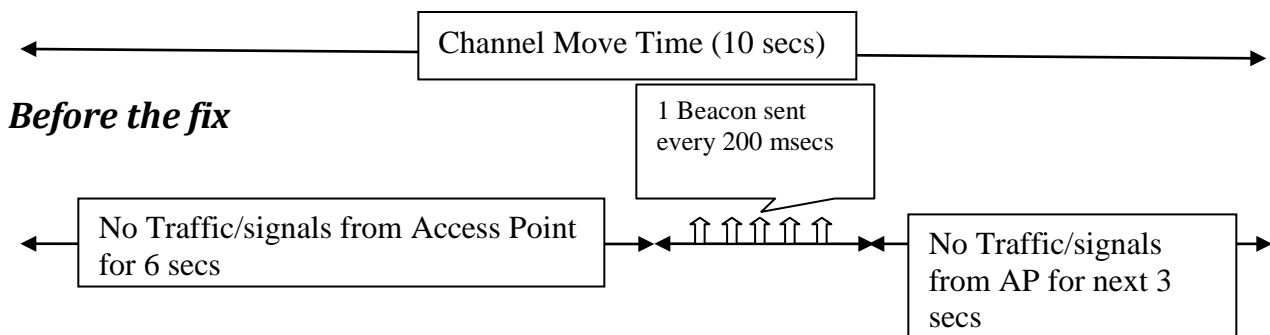 Channel Move Time (10 secs)
Before the fix
1 Beacon sent
every 200 msecs
No Traffic/signals from Access Point
for 6 secs
No Traffic/signals
from AP for next 3
secs